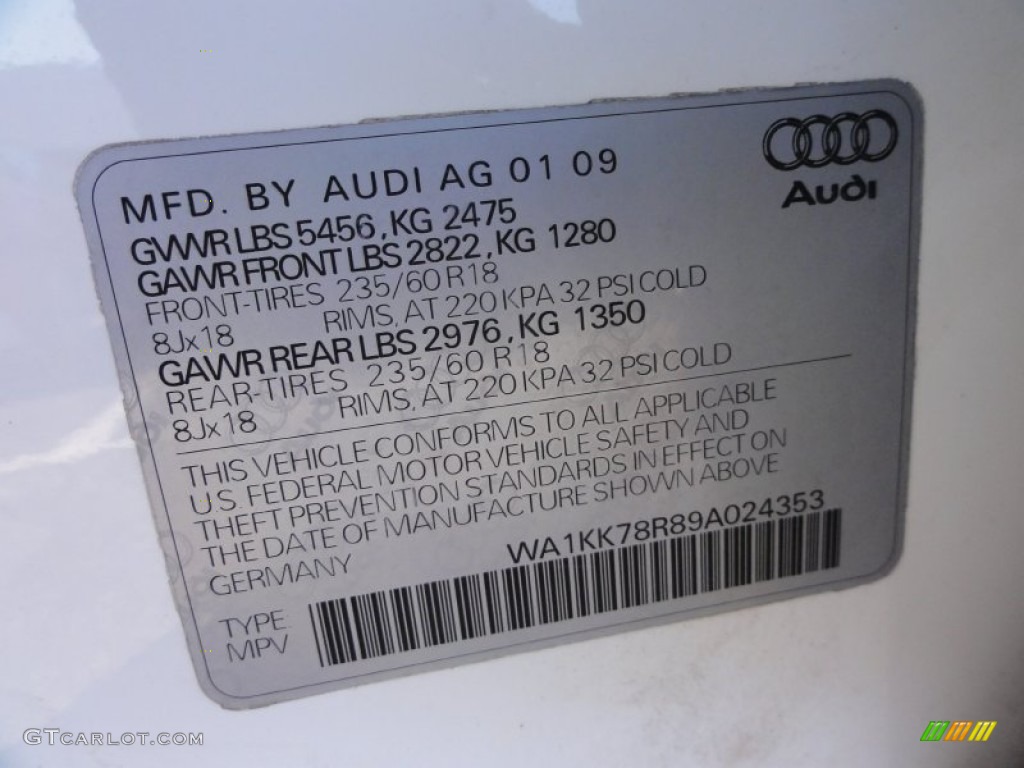 Audi
MFD. BY AUDI AG 01 09
GVWR LBS 5456, KG 2475
GAWR FRONT LBS 2822, KG 1280
FRONT-TIRES 235/60 R18
8Jx18 RIMS, AT 220 KPA 32 PSI COLD
GAWR REAR LBS 2976, KG 1350
REAR-TIRES 235/60 R18
8Jx18 RIMS, AT 220 KPA 32 PSI COLD
THIS VEHICLE CONFORMS TO ALL APPLICABLE
U.S. FEDERAL MOTOR VEHICLE SAFETY AND
THEFT PREVENTION STANDARDS IN EFFECT ON
THE DATE OF MANUFACTURE SHOWN ABOVE
GERMANY WA1KK78R89A024353
TYPE
MPV
GTCARLOT.COM